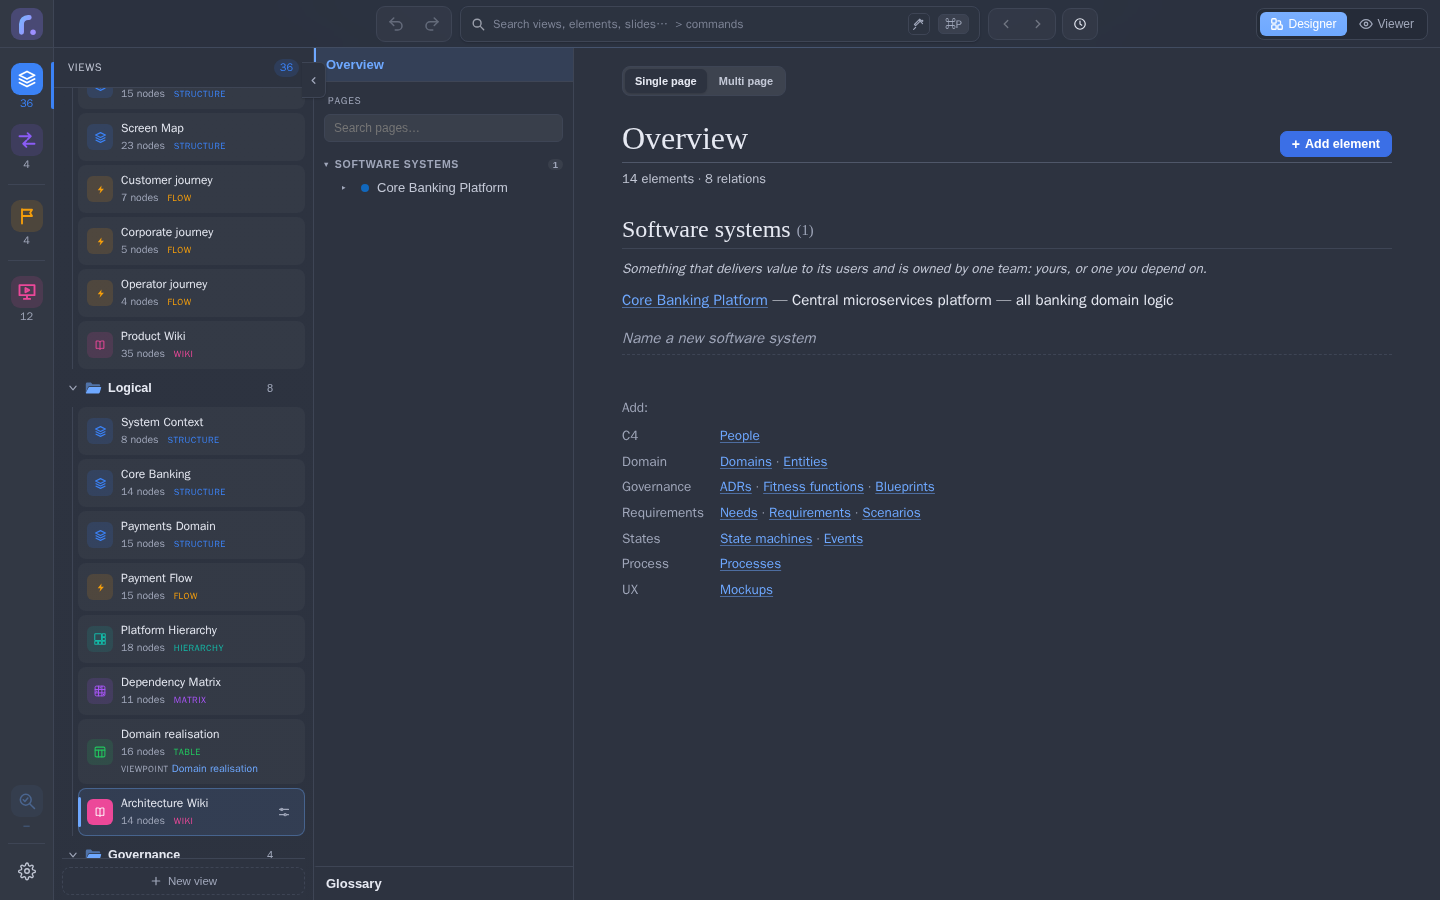 Search views, elements, slides… > commands
⌘P
Designer
Viewer
36
4
4
12
VIEWS
36
15 nodes STRUCTURE
Screen Map
23 nodes STRUCTURE
Customer journey
7 nodes FLOW
Corporate journey
5 nodes FLOW
Operator journey
4 nodes FLOW
Product Wiki
35 nodes WIKI
Logical 8
System Context
8 nodes STRUCTURE
Core Banking
14 nodes STRUCTURE
Payments Domain
15 nodes STRUCTURE
Payment Flow
15 nodes FLOW
Platform Hierarchy
18 nodes HIERARCHY
Dependency Matrix
11 nodes MATRIX
Domain realisation
16 nodes TABLE
VIEWPOINT Domain realisation
Architecture Wiki
14 nodes WIKI
Governance 4
+ New view
Overview
PAGES
Search pages…
SOFTWARE SYSTEMS 1
Core Banking Platform
Glossary
Single page Multi page
Overview
+ Add element
14 elements · 8 relations
Software systems (1)
Something that delivers value to its users and is owned by one team: yours, or one you depend on.
Core Banking Platform — Central microservices platform — all banking domain logic
Name a new software system
Add:
C4 People
Domain Domains · Entities
Governance ADRs · Fitness functions · Blueprints
Requirements Needs · Requirements · Scenarios
States State machines · Events
Process Processes
UX Mockups